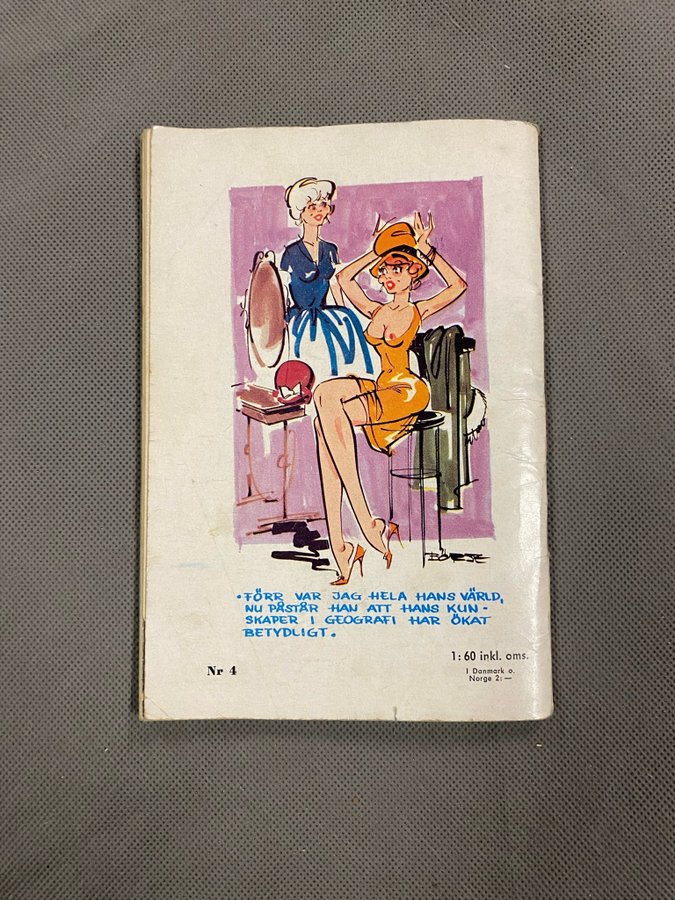 BÖRJE
•FÖRR VAR JAG HELA HANS VÄRLD,
NU PÅSTÅR HAN ATT HANS KUN-
SKAPER I GEOGRAFI HAR ÖKAT
BETYDLIGT.
1:60 inkl. oms.
I Danmark o.
Norge 2:—
Nr 4